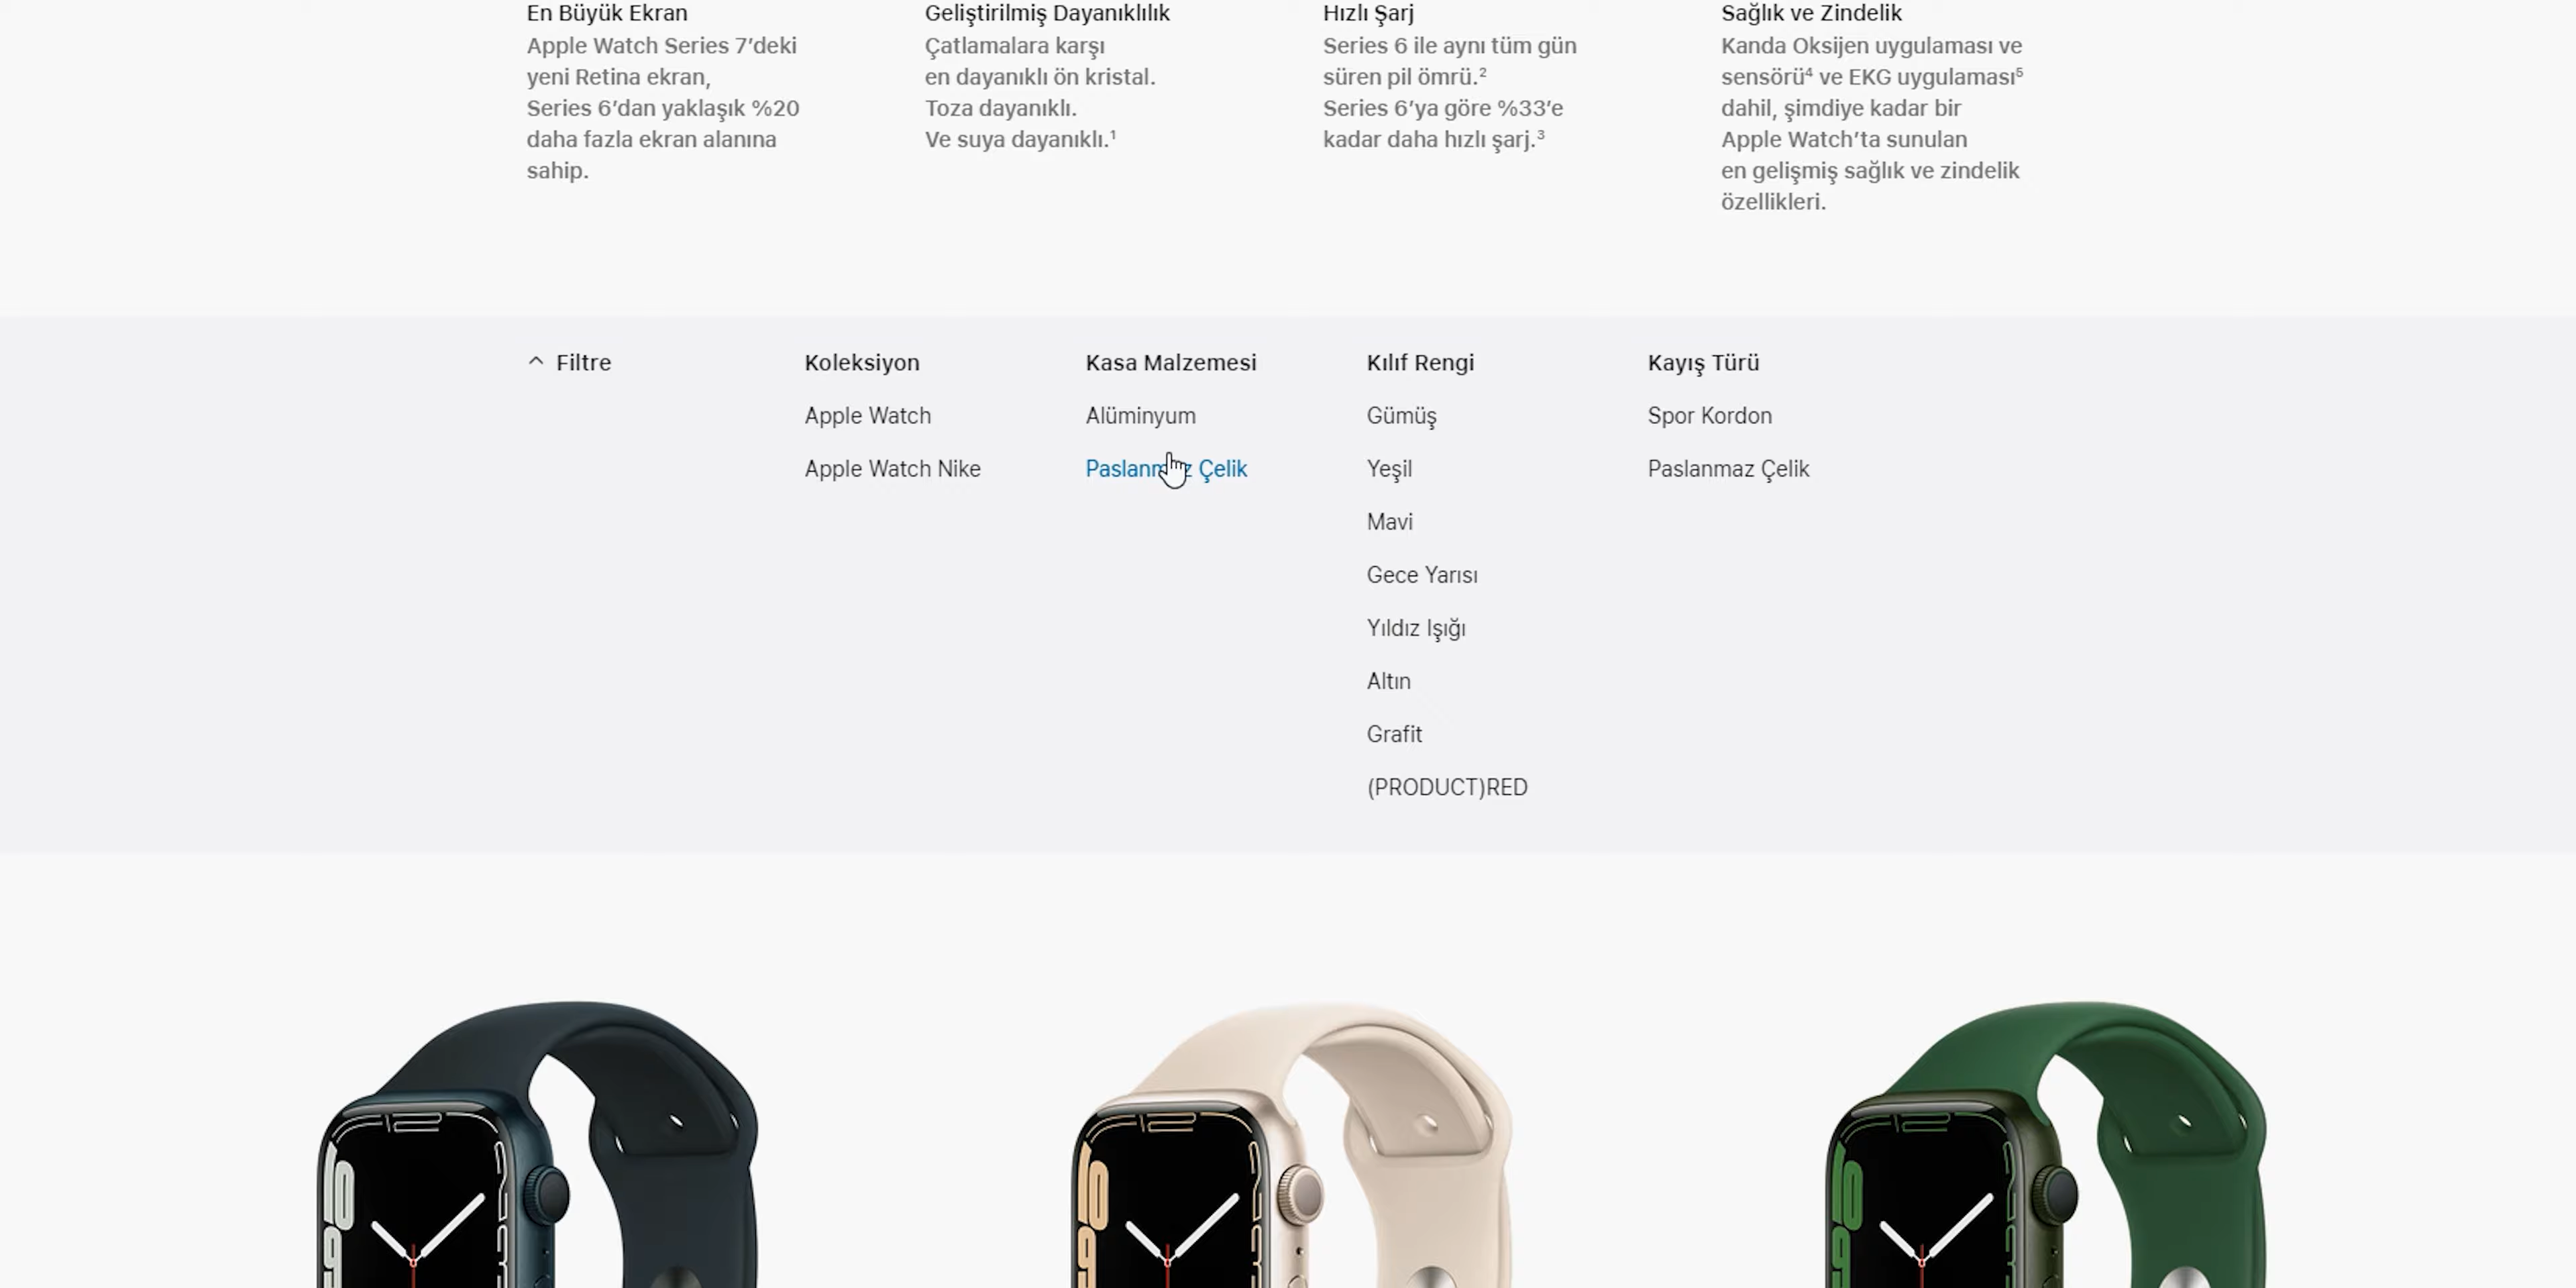 En Büyük Ekran
Apple Watch Series 7’deki
yeni Retina ekran,
Series 6’dan yaklaşık %20
daha fazla ekran alanına
sahip.
Geliştirilmiş Dayanıklılık
Çatlamalara karşı
en dayanıklı ön kristal.
Toza dayanıklı.
Ve suya dayanıklı.¹
Hızlı Şarj
Series 6 ile aynı tüm gün
süren pil ömrü.²
Series 6’ya göre %33’e
kadar daha hızlı şarj.³
Sağlık ve Zindelik
Kanda Oksijen uygulaması ve
sensörü⁴ ve EKG uygulaması⁵
dahil, şimdiye kadar bir
Apple Watch’ta sunulan
en gelişmiş sağlık ve zindelik
özellikleri.
Filtre
Koleksiyon
Apple Watch
Apple Watch Nike
Kasa Malzemesi
Alüminyum
Paslanmaz Çelik
Kılıf Rengi
Gümüş
Yeşil
Mavi
Gece Yarısı
Yıldız Işığı
Altın
Grafit
(PRODUCT)RED
Kayış Türü
Spor Kordon
Paslanmaz Çelik